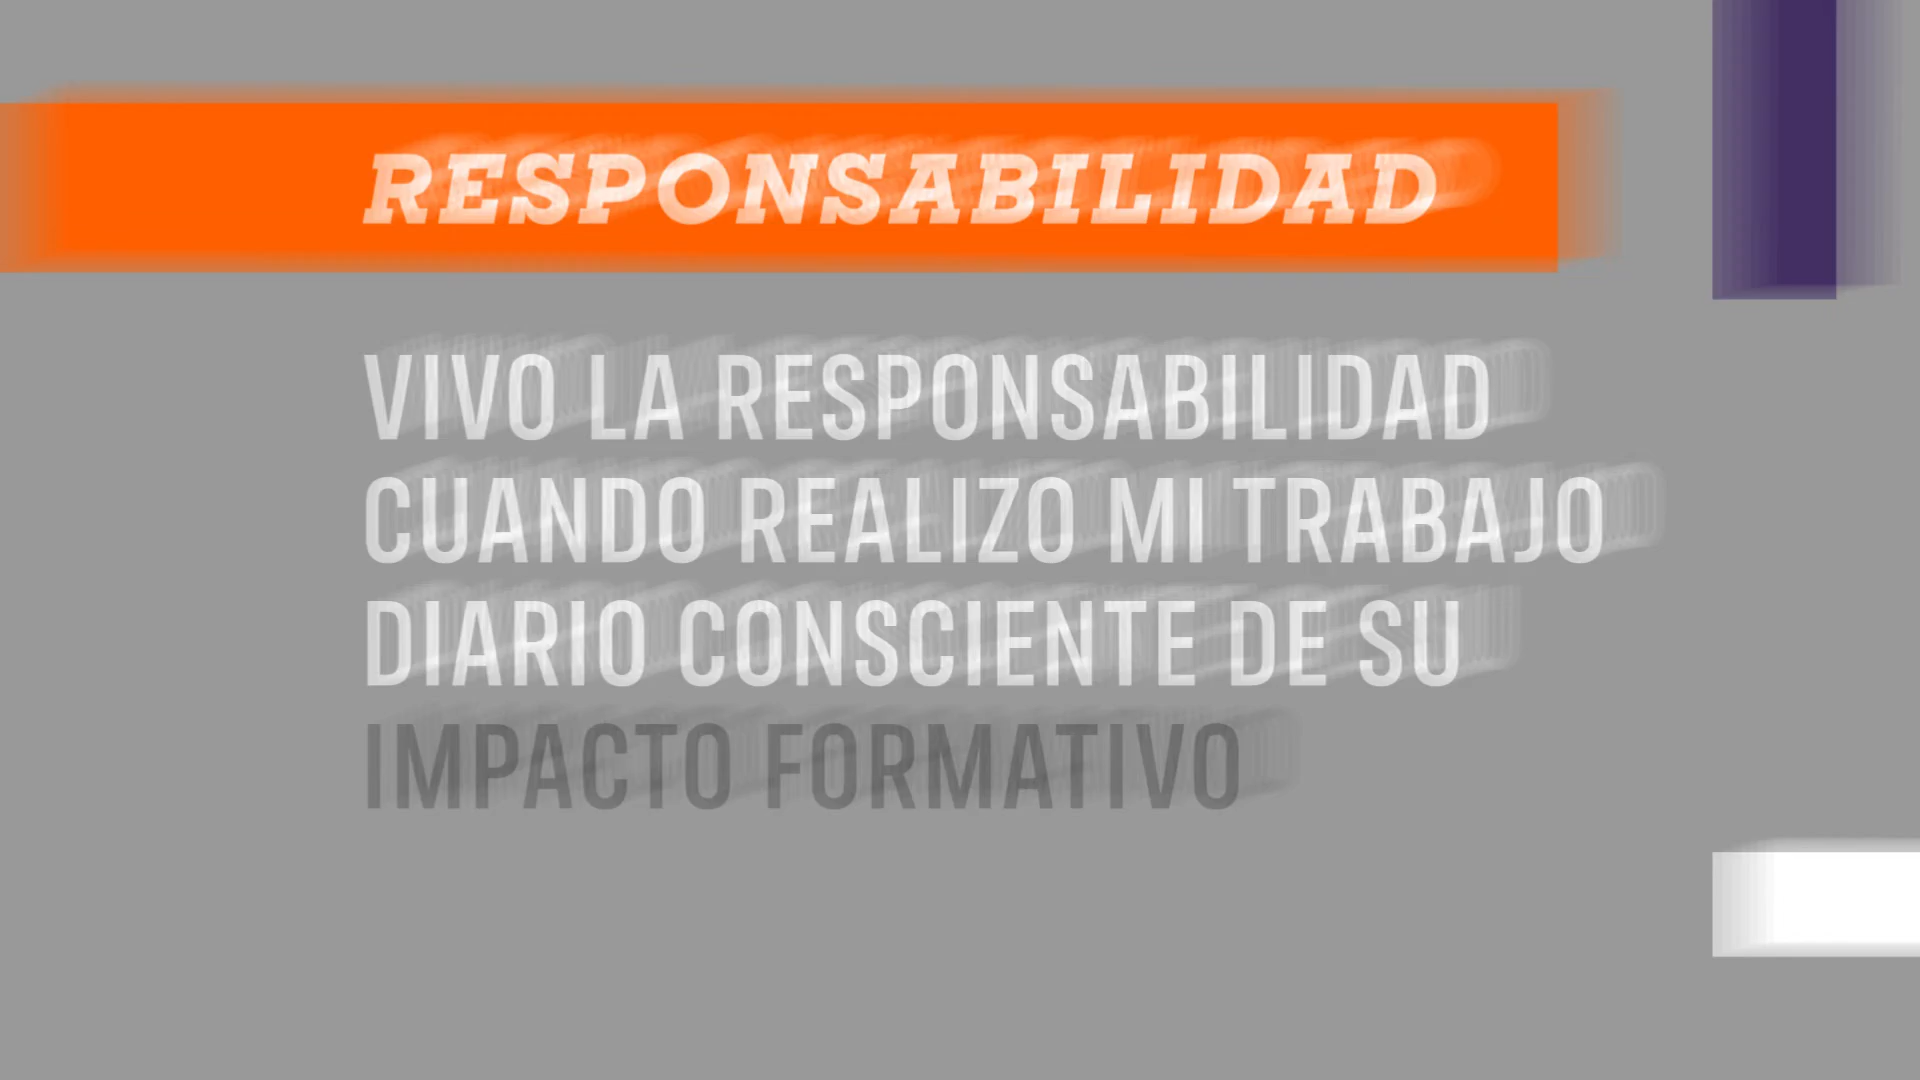 RESPONSABILIDAD
VIVO LA RESPONSABILIDAD
CUANDO REALIZO MI TRABAJO
DIARIO CONSCIENTE DE SU
IMPACTO FORMATIVO